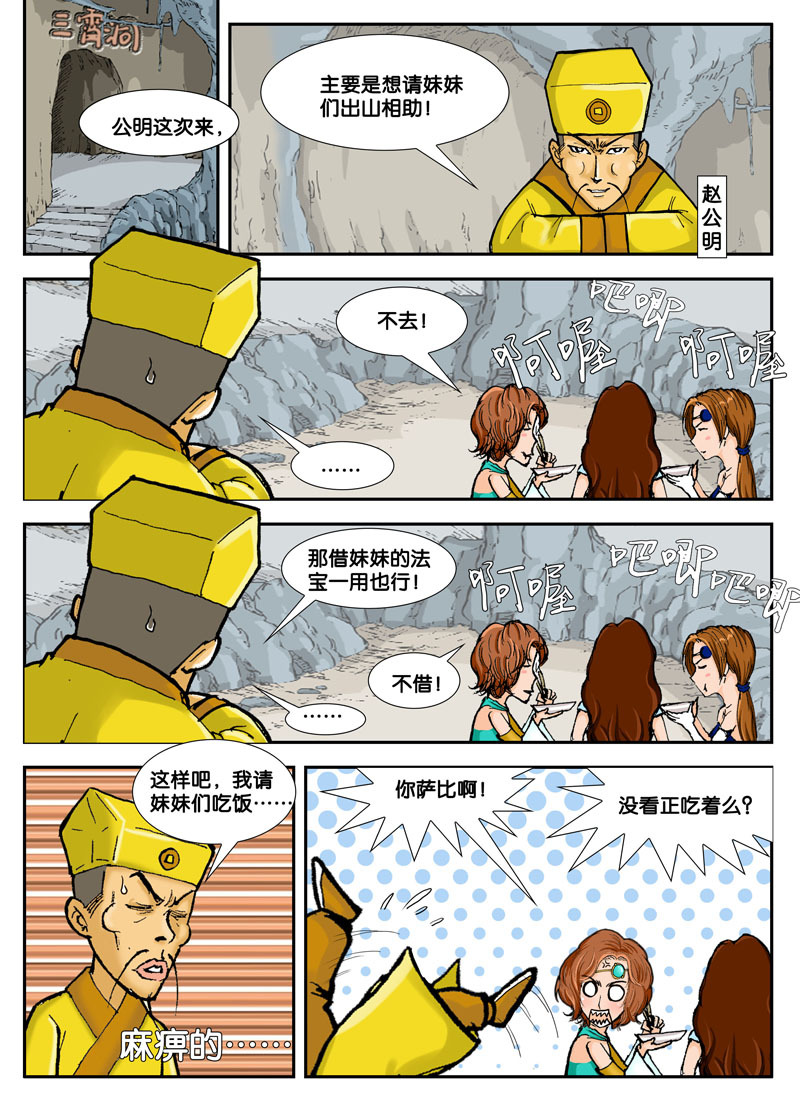 三霄洞
公明这次来，
主要是想请妹妹
们出山相助！
赵公明
不去！
啊喔
吧唧
啊喔
……
那借妹妹的法
宝一用也行！
啊喔
吧唧
吧唧
不借！
……
这样吧，我请
妹妹们吃饭……
麻痹的……
你萨比啊！
没看正吃着么？